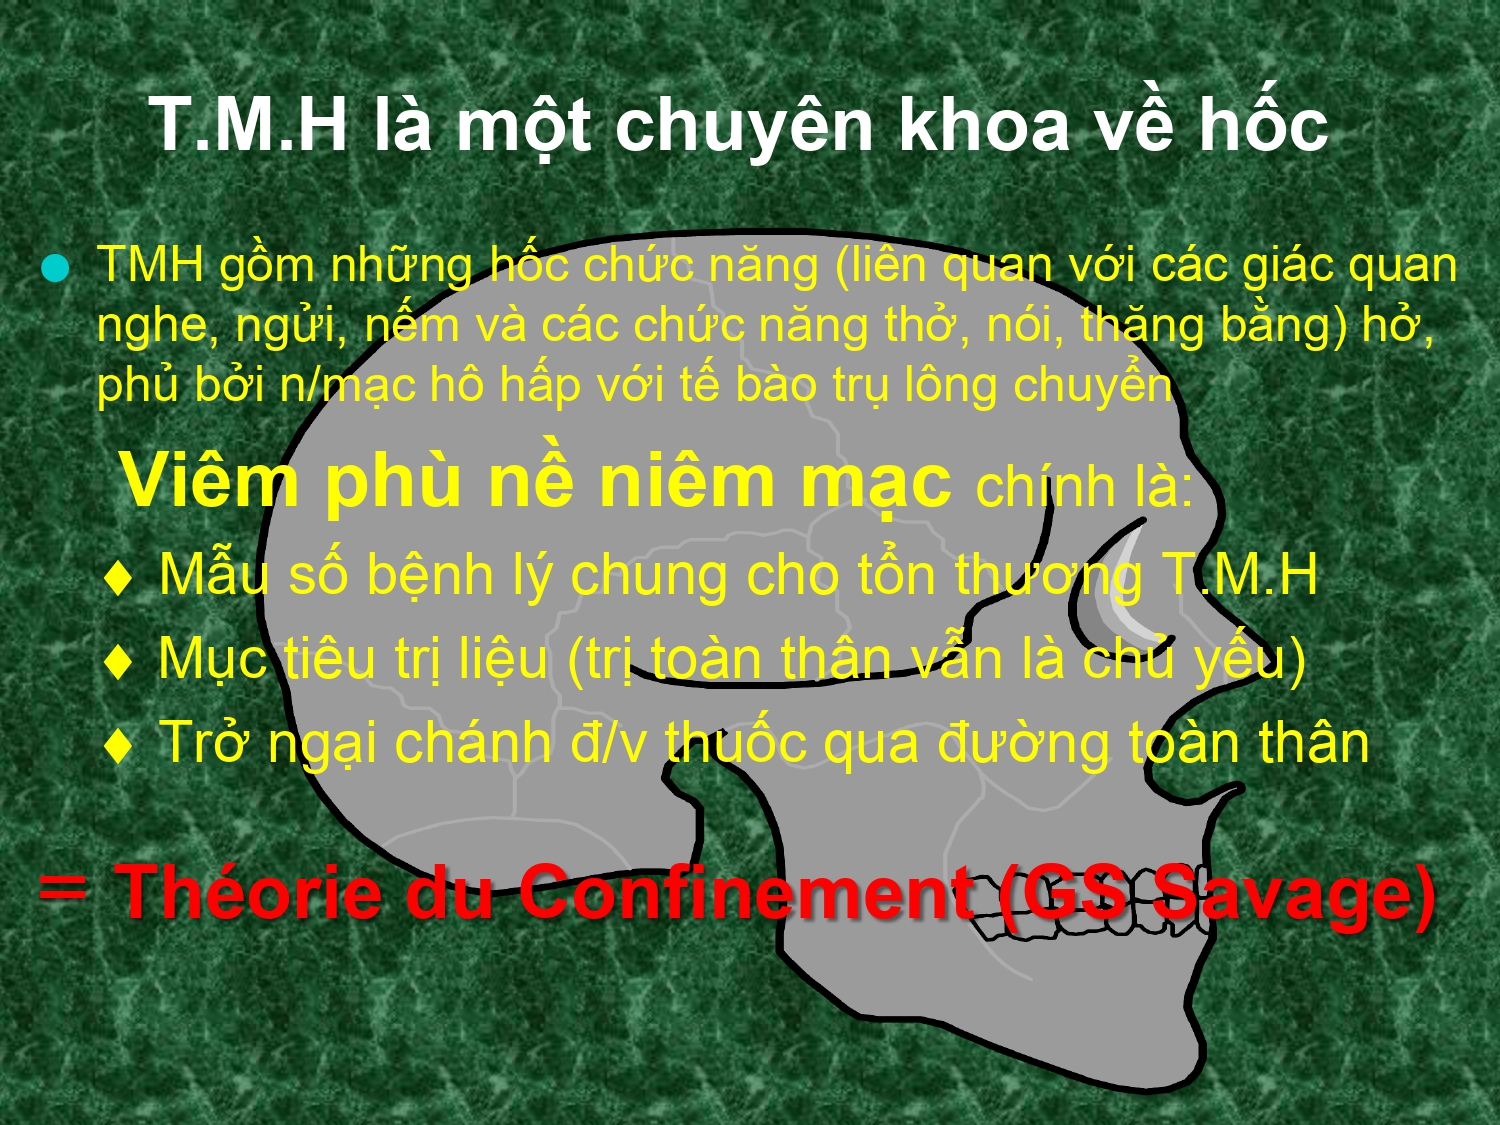 T.M.H là một chuyên khoa về hốc
TMH gồm những hốc chức năng (liên quan với các giác quan
nghe, ngửi, nếm và các chức năng thở, nói, thăng bằng) hở,
phủ bởi n/mạc hô hấp với tế bào trụ lông chuyển
Viêm phù nề niêm mạc chính là:
Mẫu số bệnh lý chung cho tổn thương T.M.H
Mục tiêu trị liệu (trị toàn thân vẫn là chủ yếu)
Trở ngại chánh đ/v thuốc qua đường toàn thân
= Théorie du Confinement (GS Savage)